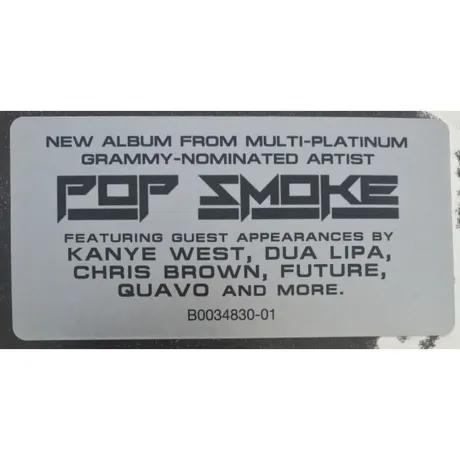 NEW ALBUM FROM MULTI-PLATINUM
GRAMMY-NOMINATED ARTIST
POP SMOKE
FEATURING GUEST APPEARANCES BY
KANYE WEST, DUA LIPA,
CHRIS BROWN, FUTURE,
QUAVO AND MORE.
B0034830-01